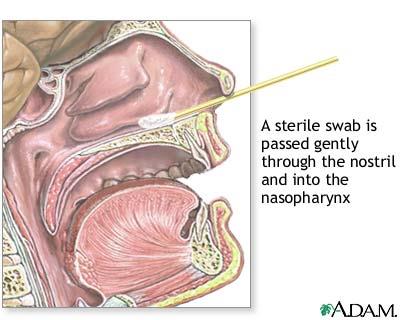 A sterile swab is
passed gently
through the nostril
and into the
nasopharynx
A.D.A.M.